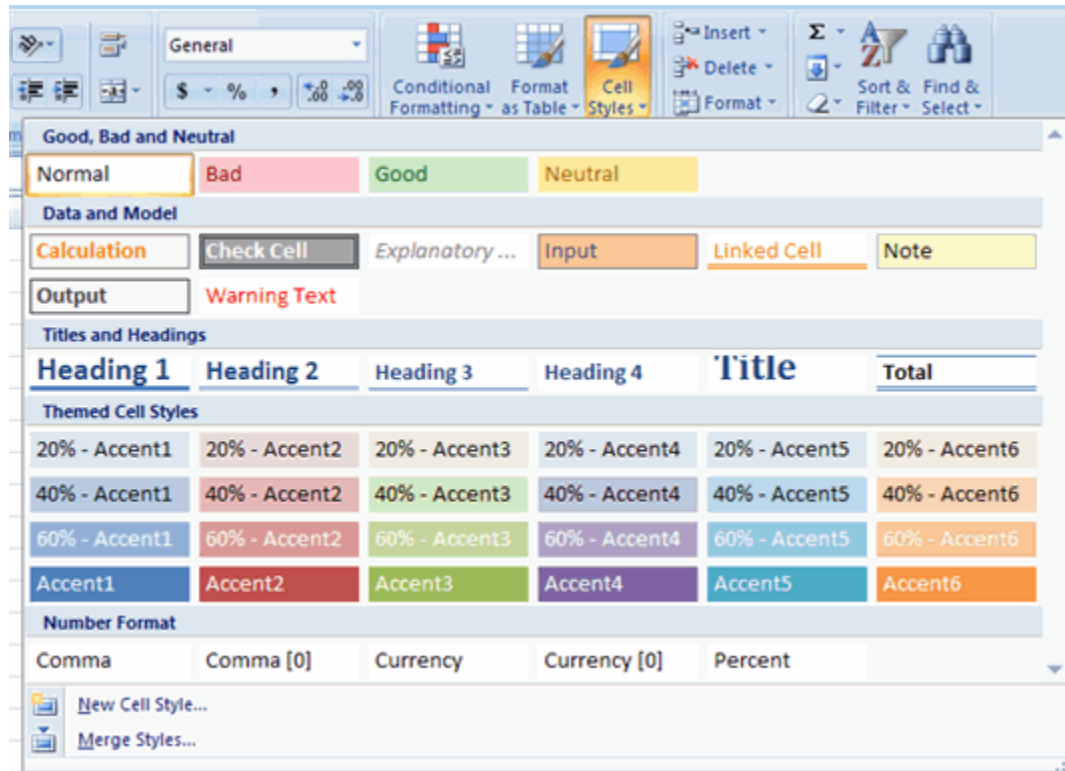 General
Insert
Delete
Format
Conditional Formatting
Format as Table
Cell Styles
Sort & Filter
Find & Select
$ % , .00 .00
Good, Bad and Neutral
Normal Bad Good Neutral
Data and Model
Calculation Check Cell Explanatory ... Input Linked Cell Note
Output Warning Text
Titles and Headings
Heading 1 Heading 2 Heading 3 Heading 4 Title Total
Themed Cell Styles
20% - Accent1 20% - Accent2 20% - Accent3 20% - Accent4 20% - Accent5 20% - Accent6
40% - Accent1 40% - Accent2 40% - Accent3 40% - Accent4 40% - Accent5 40% - Accent6
60% - Accent1 60% - Accent2 60% - Accent3 60% - Accent4 60% - Accent5 60% - Accent6
Accent1 Accent2 Accent3 Accent4 Accent5 Accent6
Number Format
Comma Comma [0] Currency Currency [0] Percent
New Cell Style...
Merge Styles...